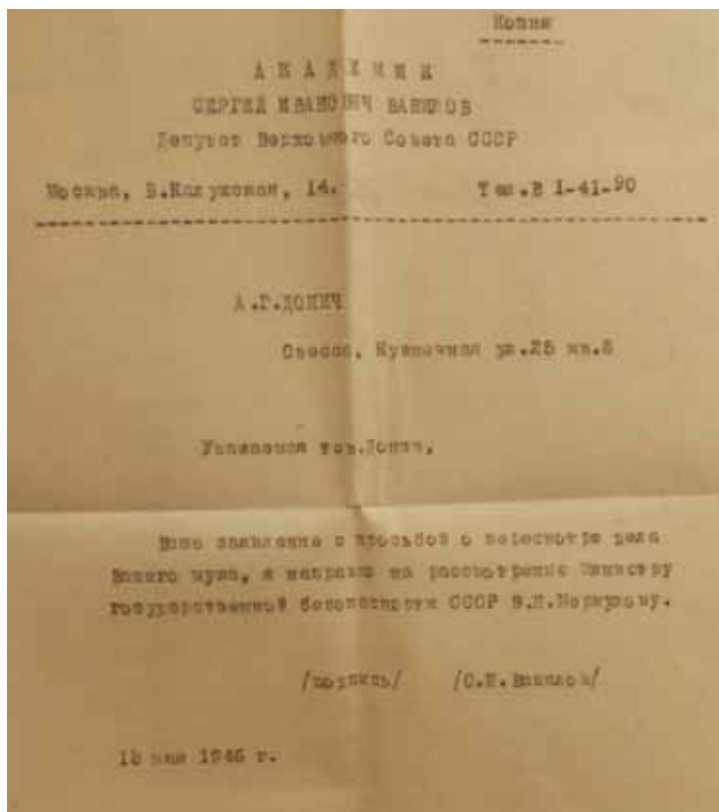 Копия
АКАДЕМИК
СЕРГЕЙ ИВАНОВИЧ ВАВИЛОВ
Депутат Верховного Совета СССР
Москва, Б.Калужская, 14. Тел.В 1-41-90
А.Г.ДОНИЧ
Одесса, Кузнечная ул.25 кв.8
Уважаемая тов.Донич,
Ваше заявление с просьбой о пересмотре дела
Вашего мужа, я направил на рассмотрение Министру
государственной безопасности СССР В.Н.Меркулову.
/подпись/ /С.И.Вавилов/
18 мая 1946 г.